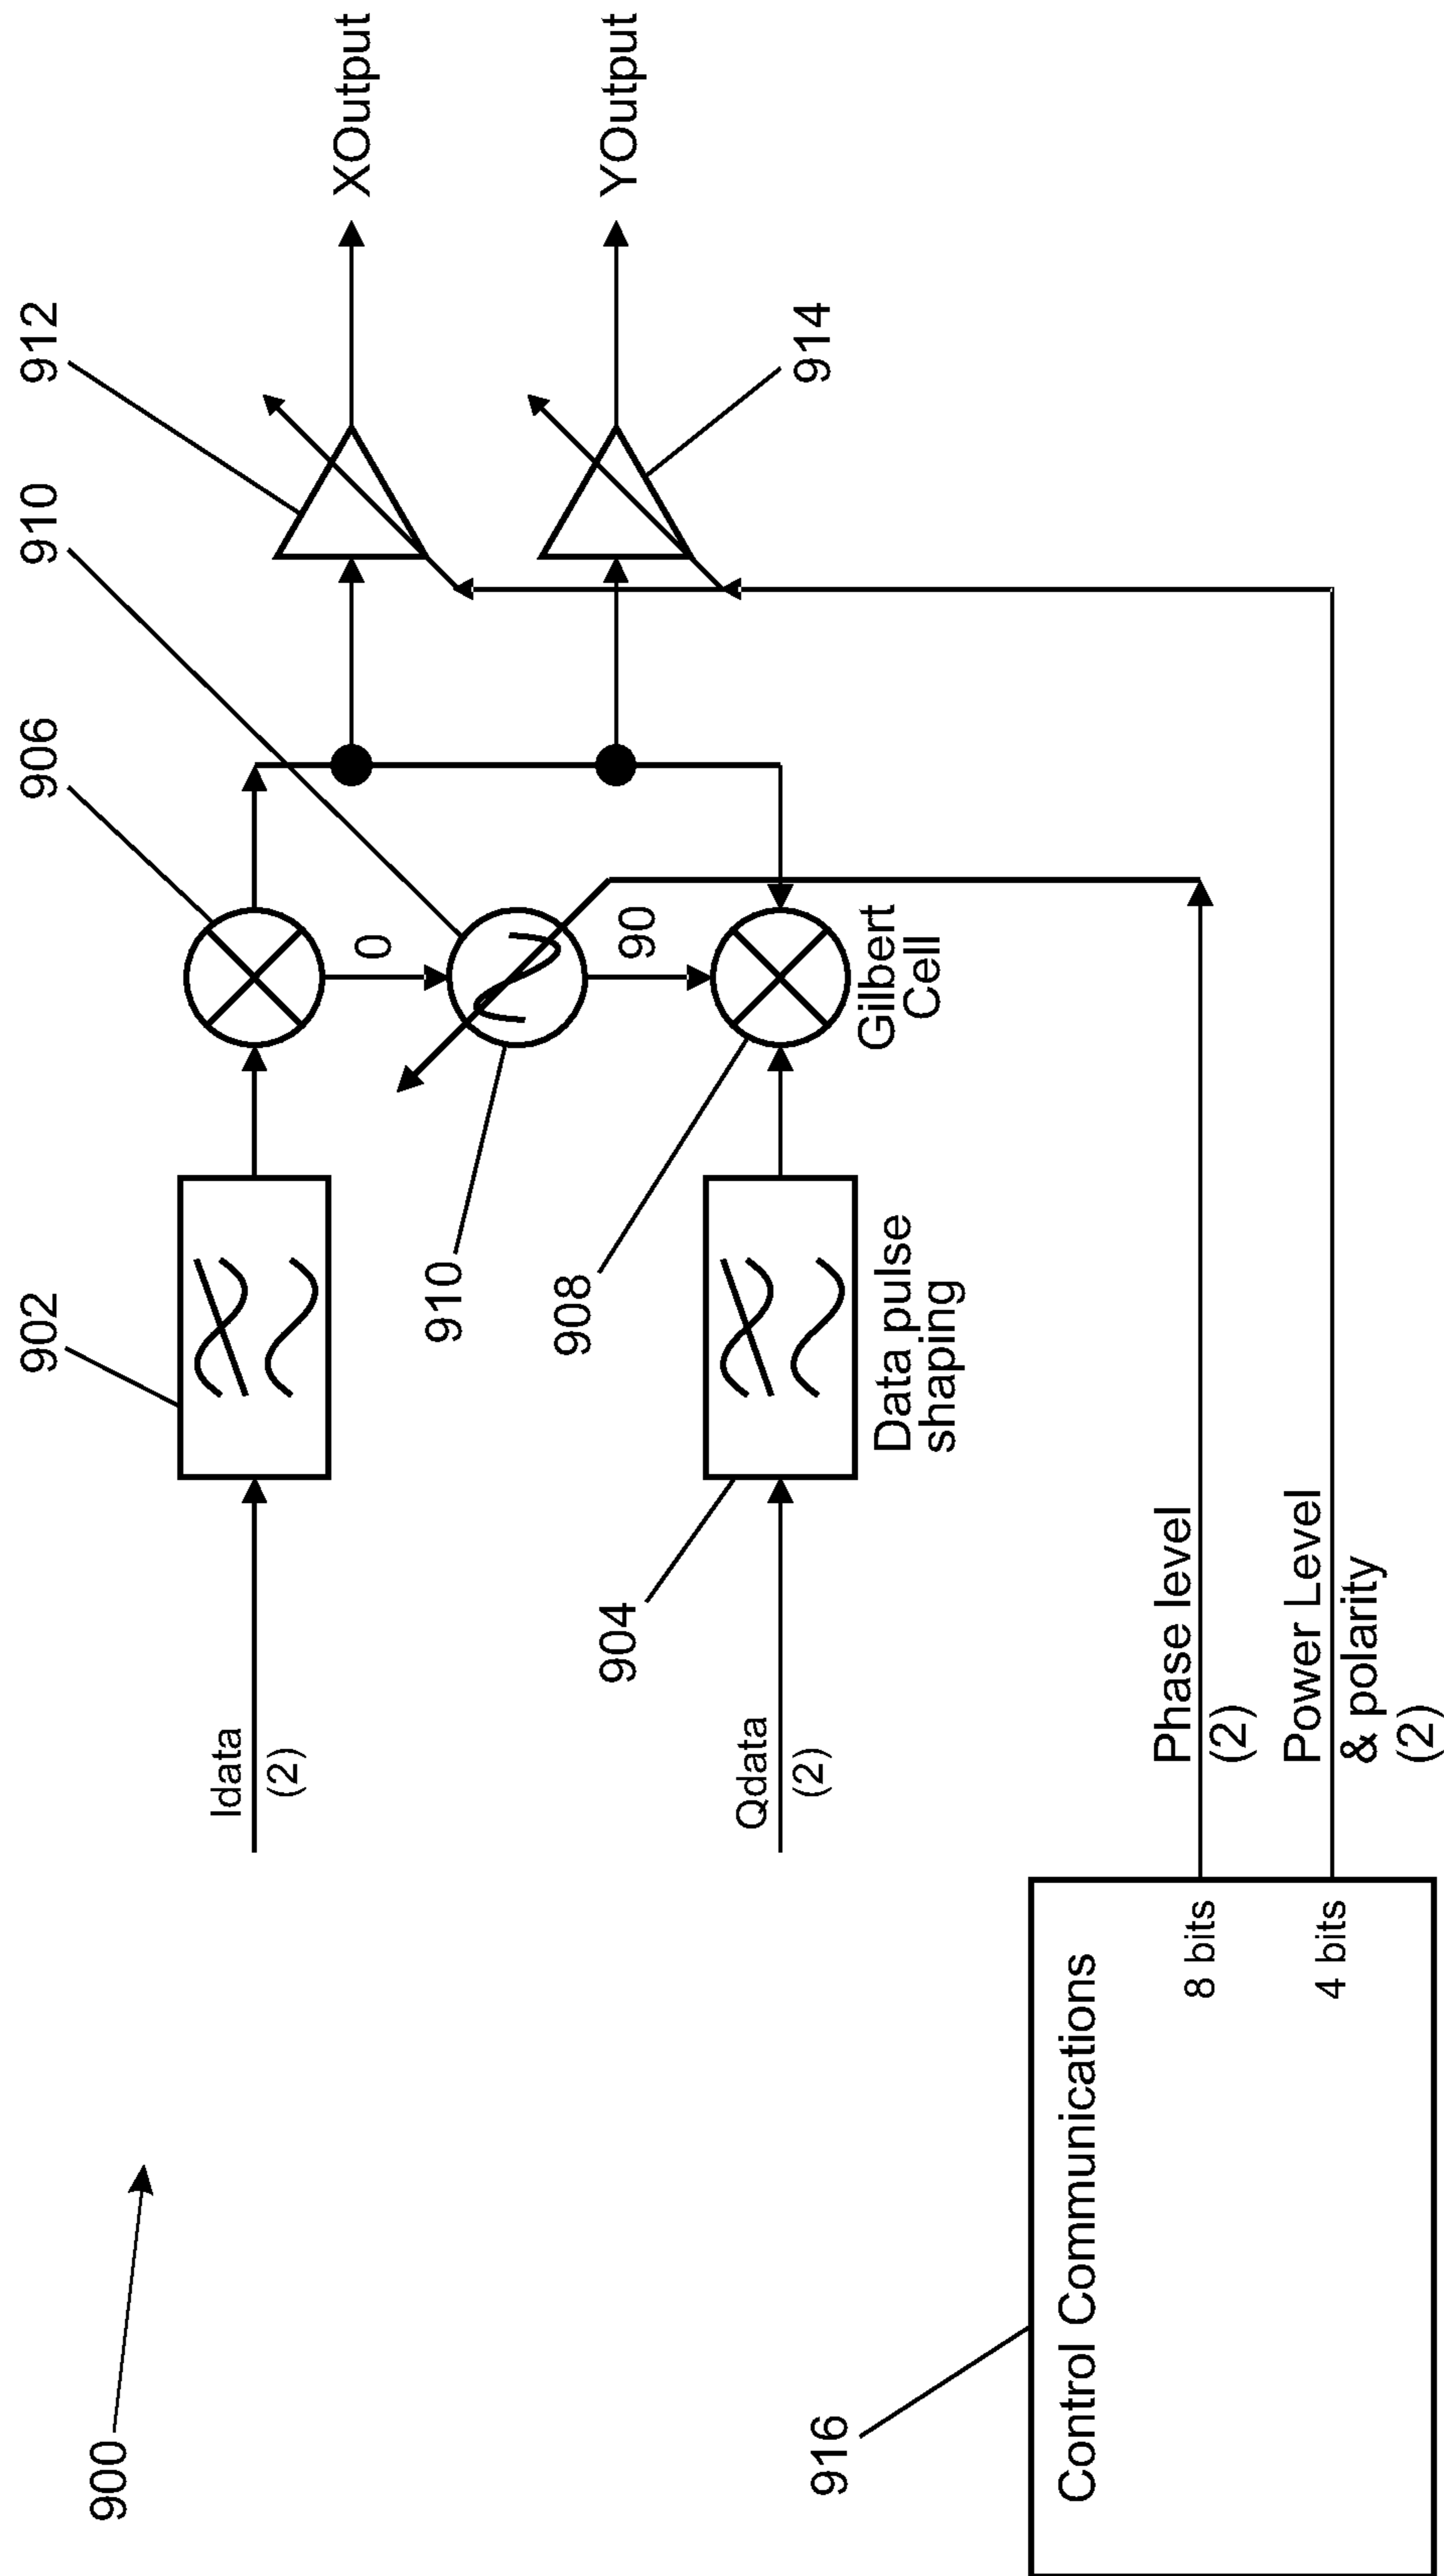 902
906
910
912
Idata
(2)
0
XOutput
910
908
90
YOutput
904
Qdata
(2)
Data pulse
shaping
Gilbert
Cell
914
900
916
Control Communications
8 bits
Phase level
(2)
4 bits
Power Level
& polarity
(2)